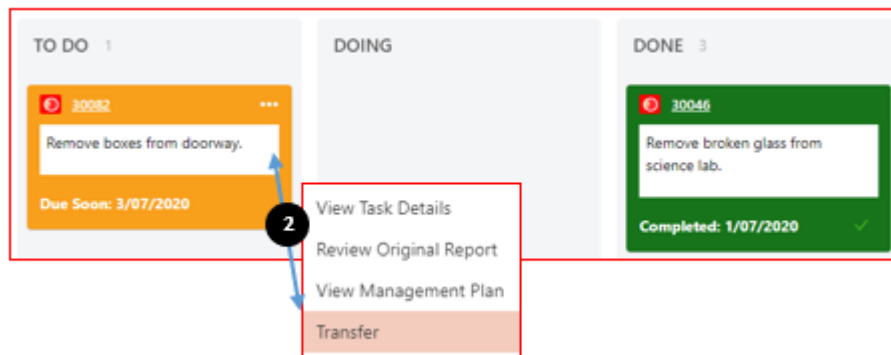 TO DO 1
DOING
DONE 3
30082
...
30046
Remove boxes from doorway.
Remove broken glass from
science lab.
Due Soon: 3/07/2020
Completed: 1/07/2020
2
View Task Details
Review Original Report
View Management Plan
Transfer